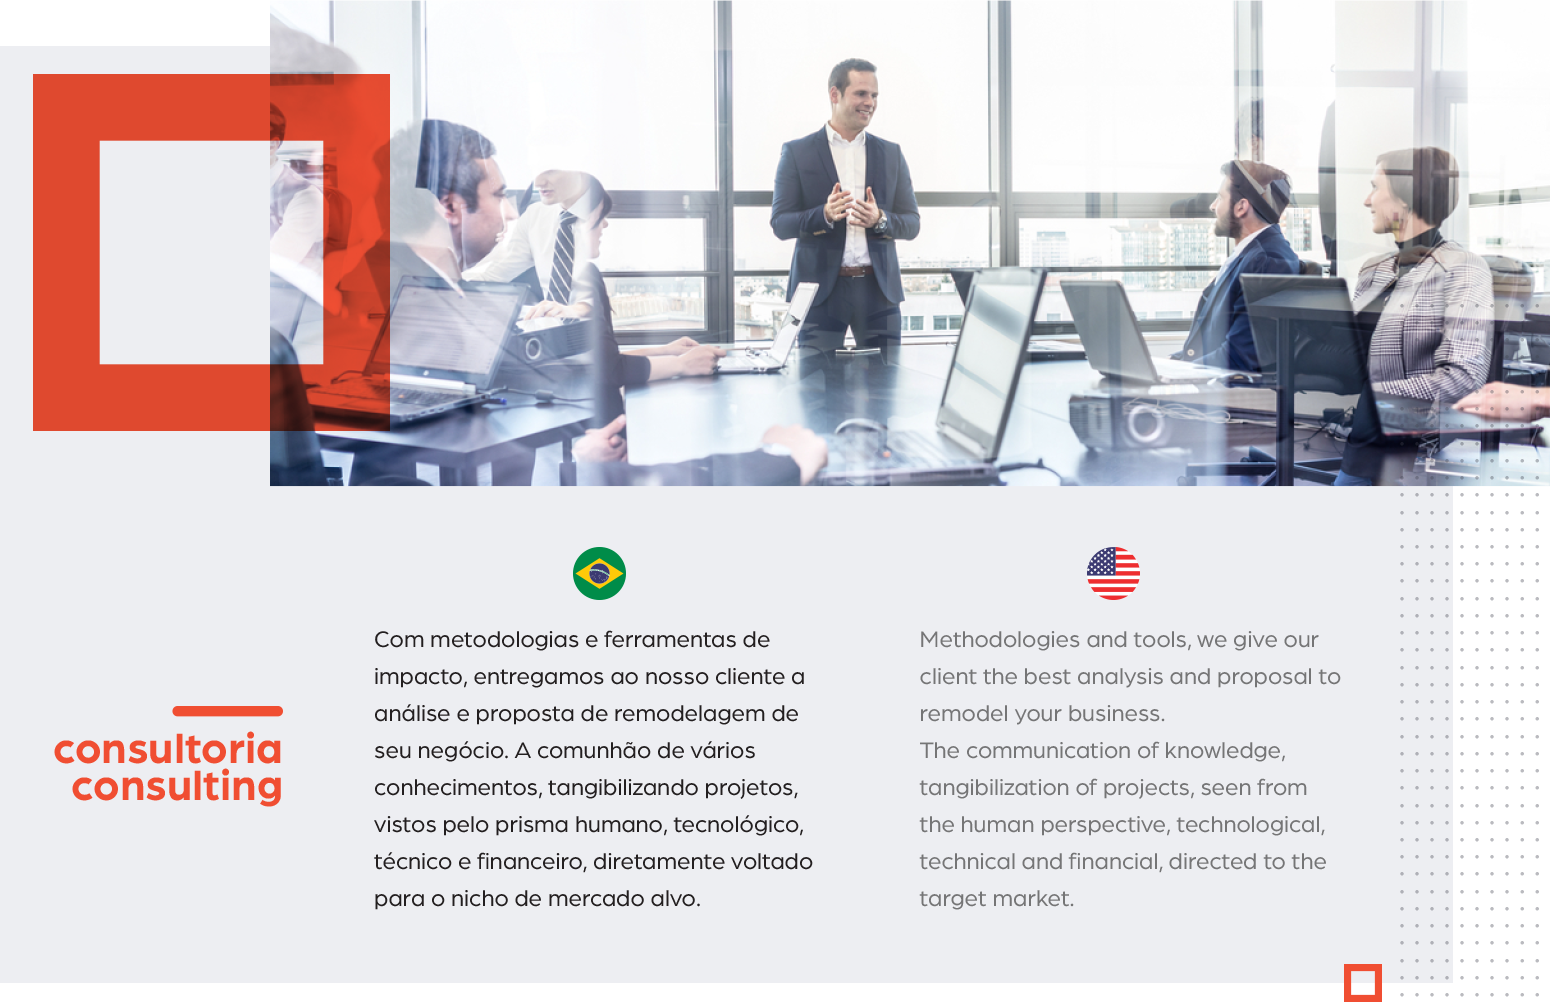 consultoria
consulting
Com metodologias e ferramentas de
impacto, entregamos ao nosso cliente a
análise e proposta de remodelagem de
seu negócio. A comunhão de vários
conhecimentos, tangibilizando projetos,
vistos pelo prisma humano, tecnológico,
técnico e financeiro, diretamente voltado
para o nicho de mercado alvo.
Methodologies and tools, we give our
client the best analysis and proposal to
remodel your business.
The communication of knowledge,
tangibilization of projects, seen from
the human perspective, technological,
technical and financial, directed to the
target market.